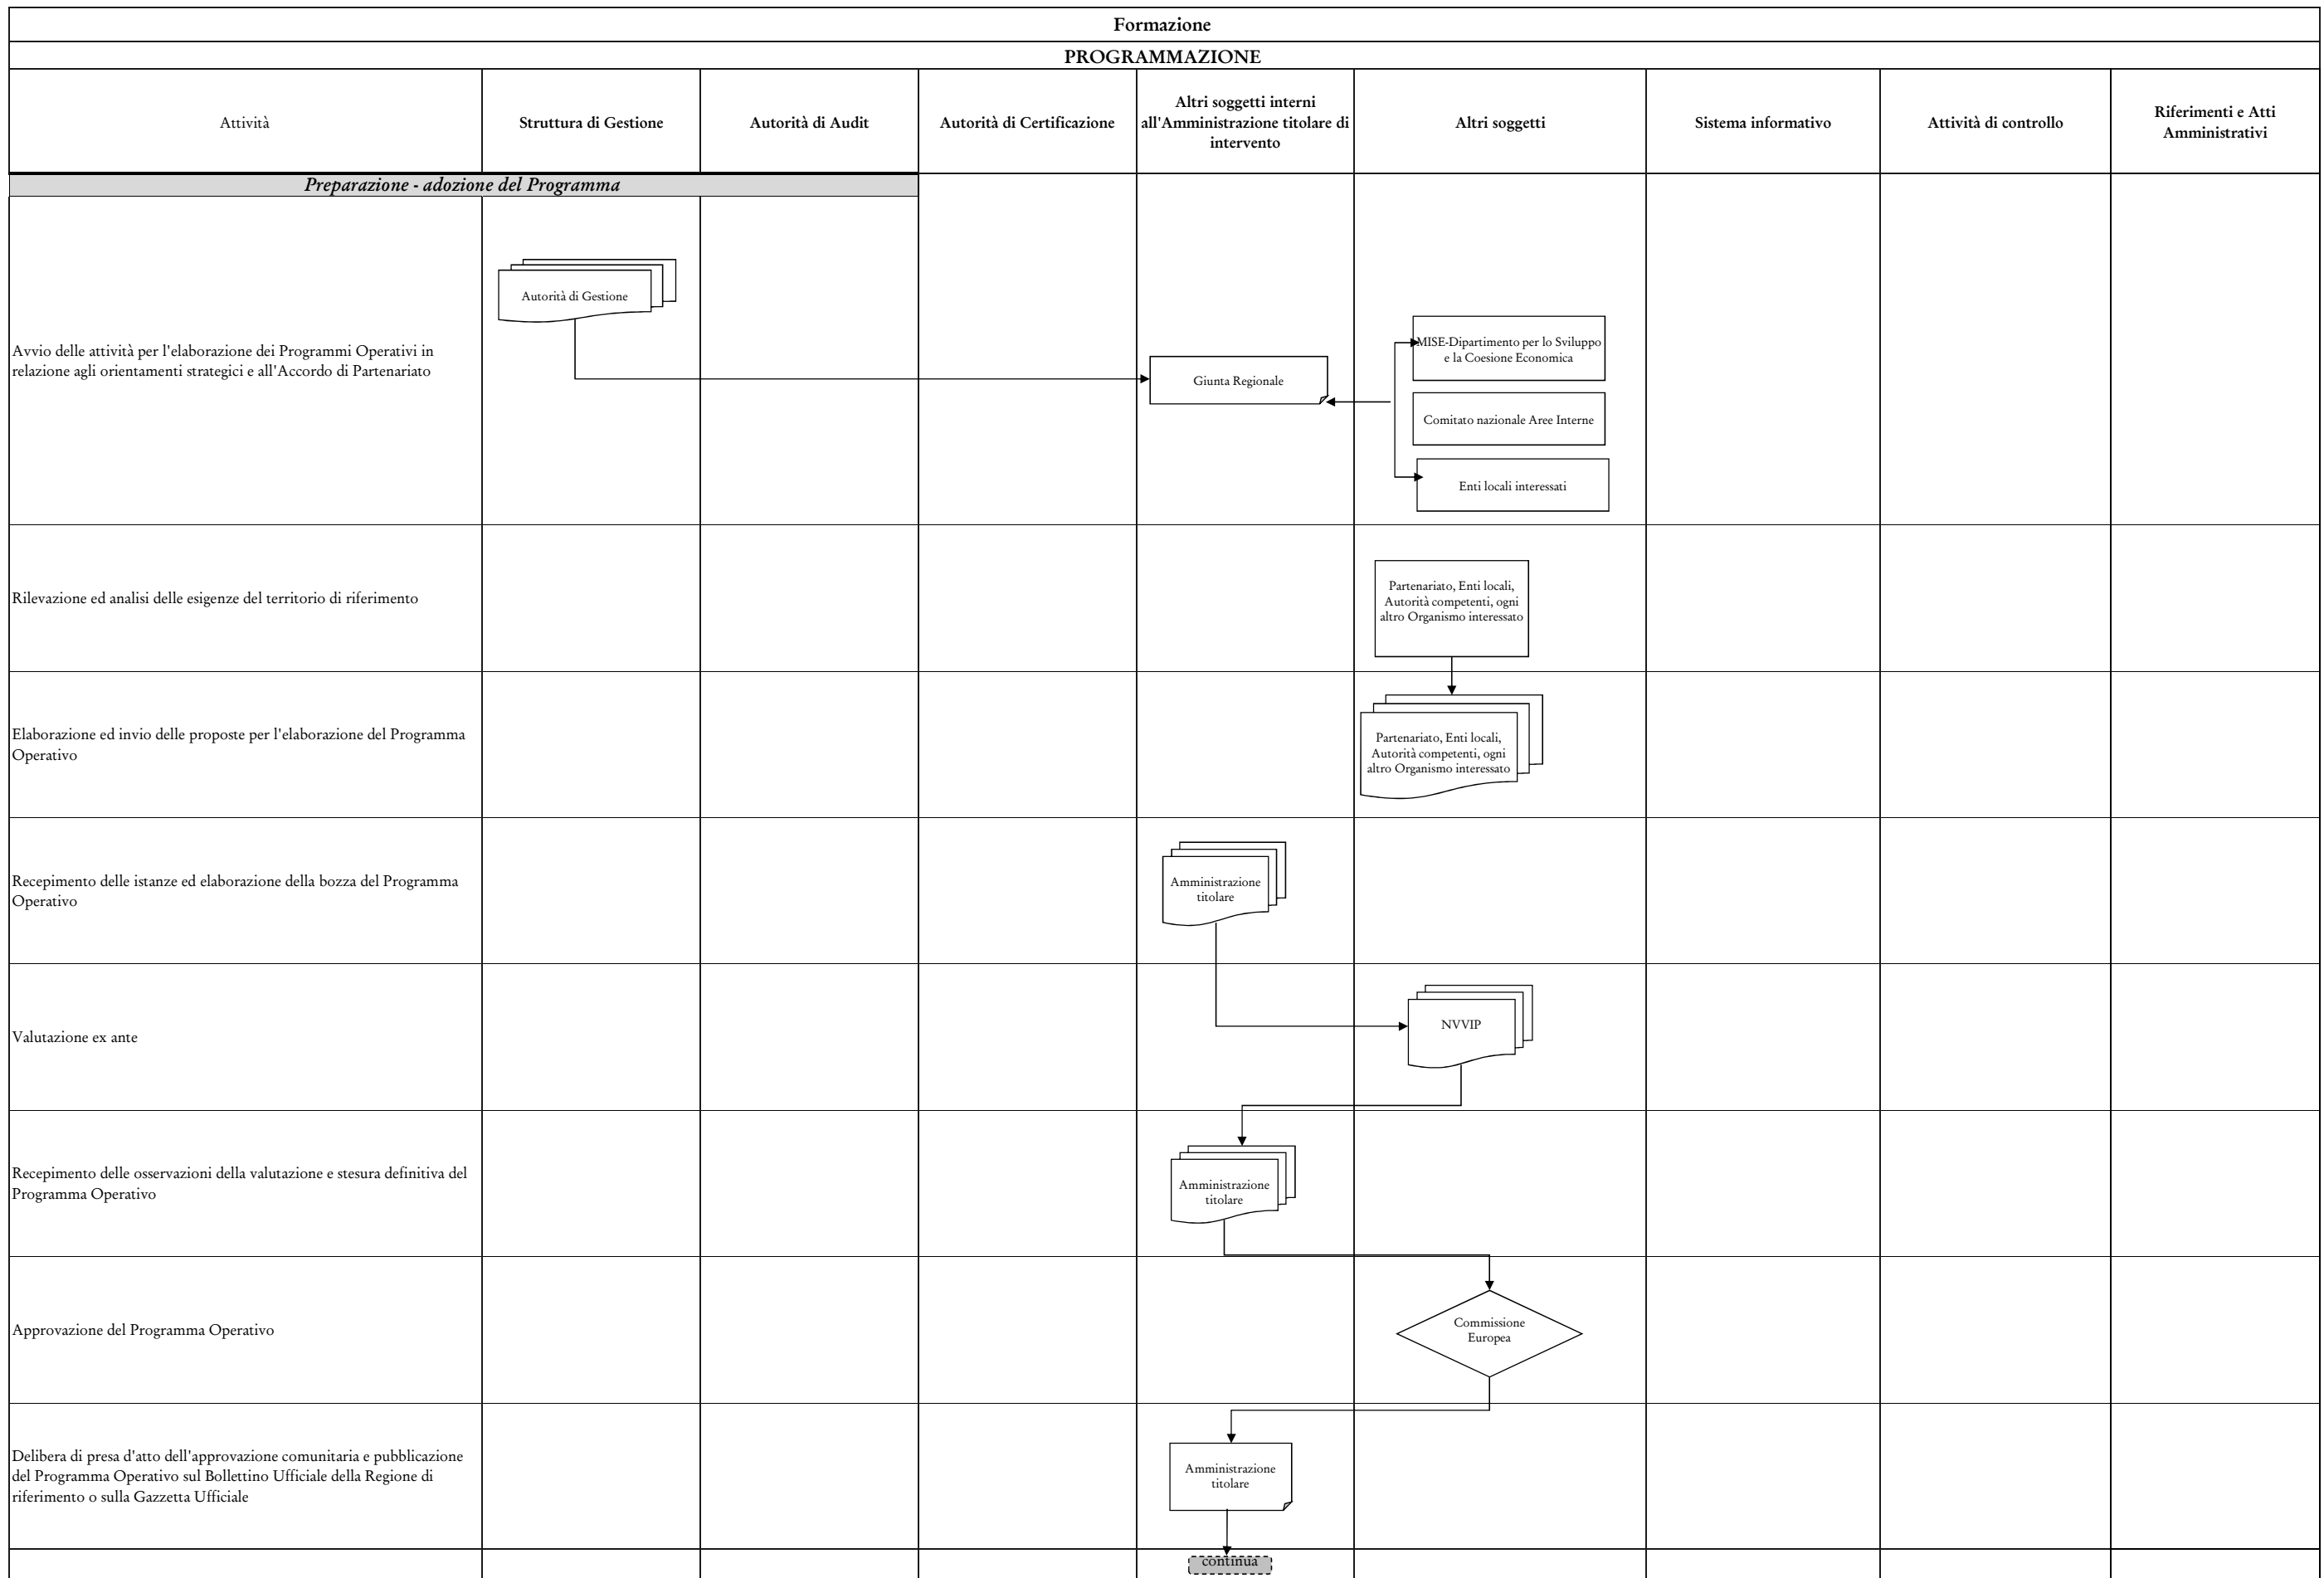 Formazione
PROGRAMMAZIONE
Attività
Struttura di Gestione
Autorità di Audit
Autorità di Certificazione
Altri soggetti interni
all'Amministrazione titolare di
intervento
Altri soggetti
Sistema informativo
Attività di controllo
Riferimenti e Atti
Amministrativi
Preparazione - adozione del Programma
Avvio delle attività per l'elaborazione dei Programmi Operativi in
relazione agli orientamenti strategici e all'Accordo di Partenariato
Autorità di Gestione
Giunta Regionale
MISE-Dipartimento per lo Sviluppo
e la Coesione Economica
Comitato nazionale Aree Interne
Enti locali interessati
Rilevazione ed analisi delle esigenze del territorio di riferimento
Partenariato, Enti locali,
Autorità competenti, ogni
altro Organismo interessato
Elaborazione ed invio delle proposte per l'elaborazione del Programma
Operativo
Partenariato, Enti locali,
Autorità competenti, ogni
altro Organismo interessato
Recepimento delle istanze ed elaborazione della bozza del Programma
Operativo
Amministrazione
titolare
Valutazione ex ante
NVVIP
Recepimento delle osservazioni della valutazione e stesura definitiva del
Programma Operativo
Amministrazione
titolare
Approvazione del Programma Operativo
Commissione
Europea
Delibera di presa d'atto dell'approvazione comunitaria e pubblicazione
del Programma Operativo sul Bollettino Ufficiale della Regione di
riferimento o sulla Gazzetta Ufficiale
Amministrazione
titolare
continua